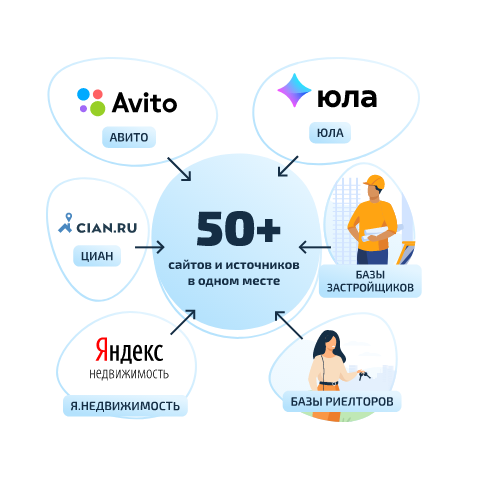 Avito
АВИТО
юла
ЮЛА
CIAN.RU
ЦИАН
50+
сайтов и источников
в одном месте
БАЗЫ
ЗАСТРОЙЩИКОВ
Яндекс
недвижимость
Я.НЕДВИЖИМОСТЬ
БАЗЫ РИЕЛТОРОВ